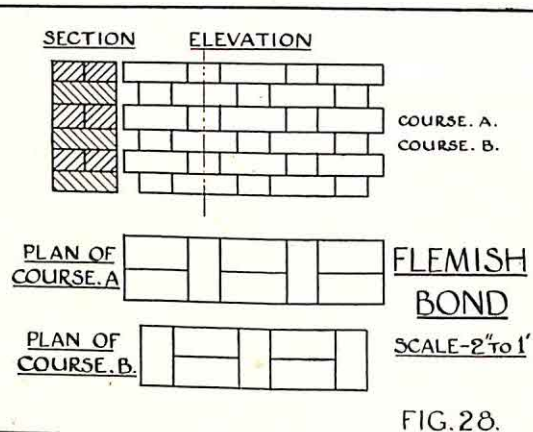 SECTION
ELEVATION
COURSE. A.
COURSE. B.
PLAN OF
COURSE. A
FLEMISH
BOND
PLAN OF
COURSE. B.
SCALE-2" TO 1'
FIG. 28.